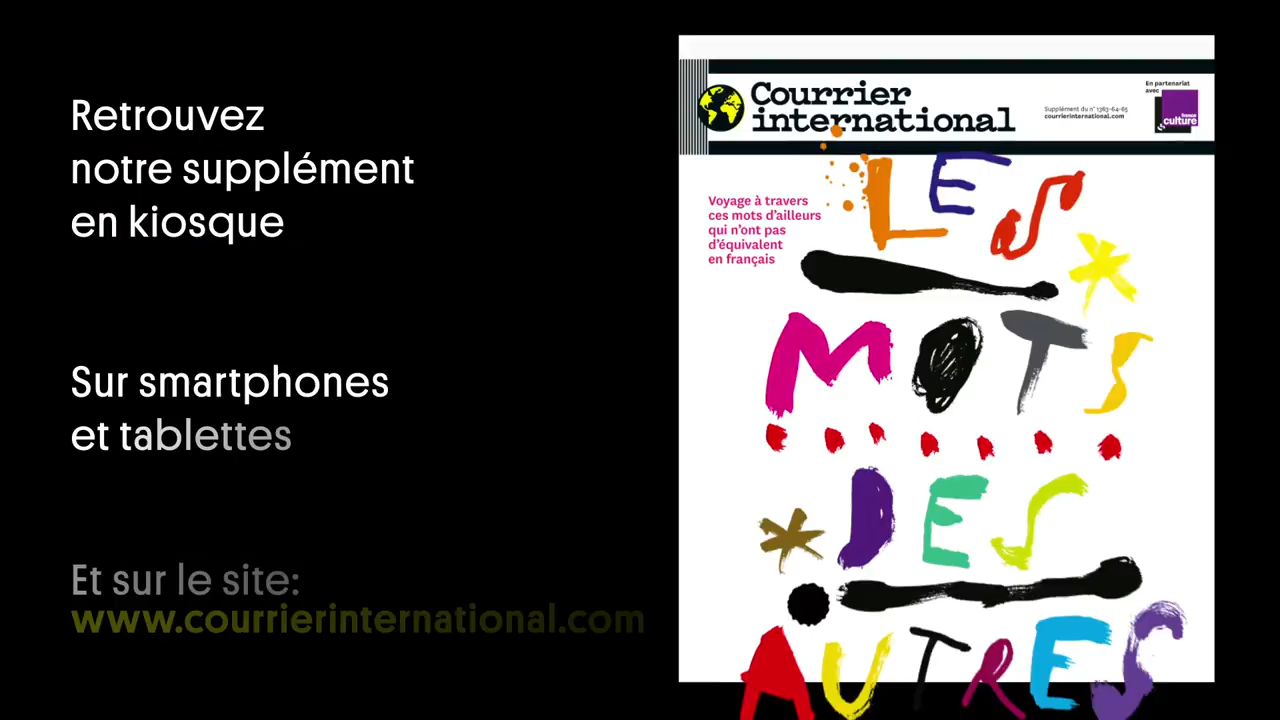 Retrouvez
notre supplément
en kiosque
Sur smartphones
et tablettes
Et sur le site:
www.courrierinternational.com
Courrier
international
Supplément du n° 1363-64-65
courrierinternational.com
En partenariat
avec
france
culture
Voyage à travers
ces mots d'ailleurs
qui n'ont pas
d'équivalent
en français
LES
MOTS
DES
AUTRES